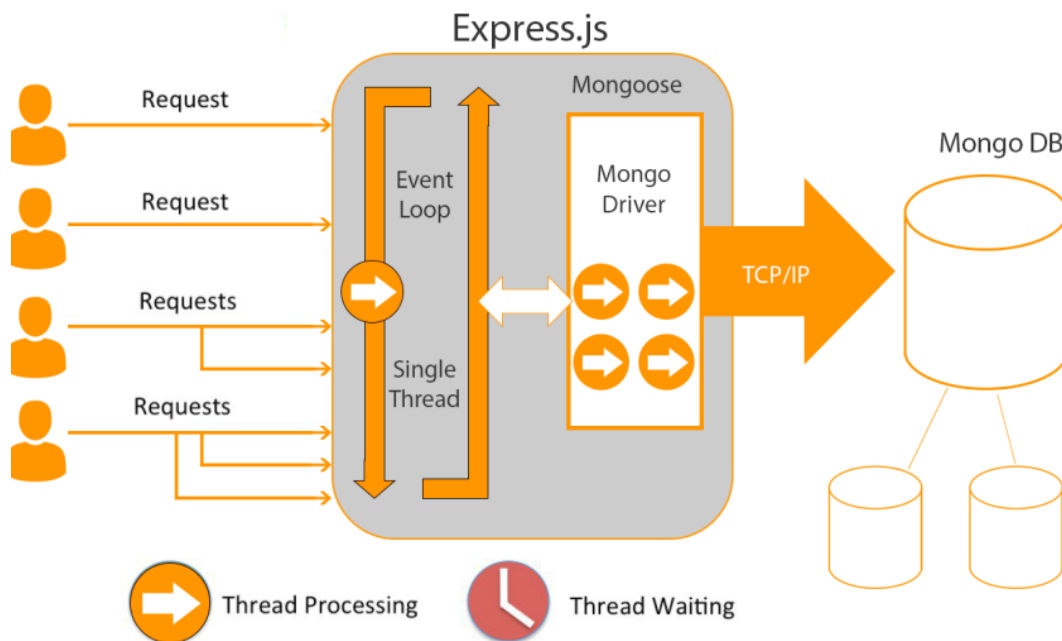 Express.js
Request
Request
Requests
Requests
Event
Loop
Single
Thread
Mongoose
Mongo
Driver
TCP/IP
Mongo DB
Thread Processing
Thread Waiting